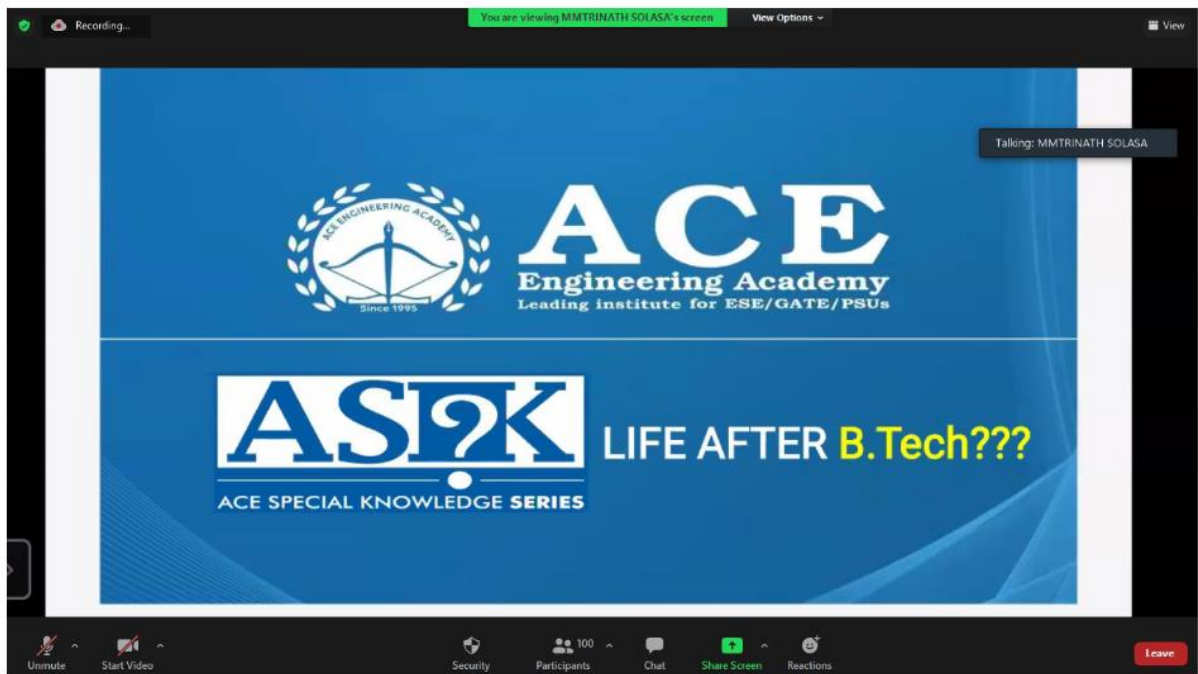 Recording...
You are viewing MMTRINATH SOLASA's screen
View Options
View
Talking: MMTRINATH SOLASA
ACE ENGINEERING ACADEMY
Since 1995
ACE
Engineering Academy
Leading institute for ESE/GATE/PSUs
AS?K
ACE SPECIAL KNOWLEDGE SERIES
LIFE AFTER B.Tech???
Unmute
Start Video
Security
100
Participants
Chat
Share Screen
Reactions
Leave